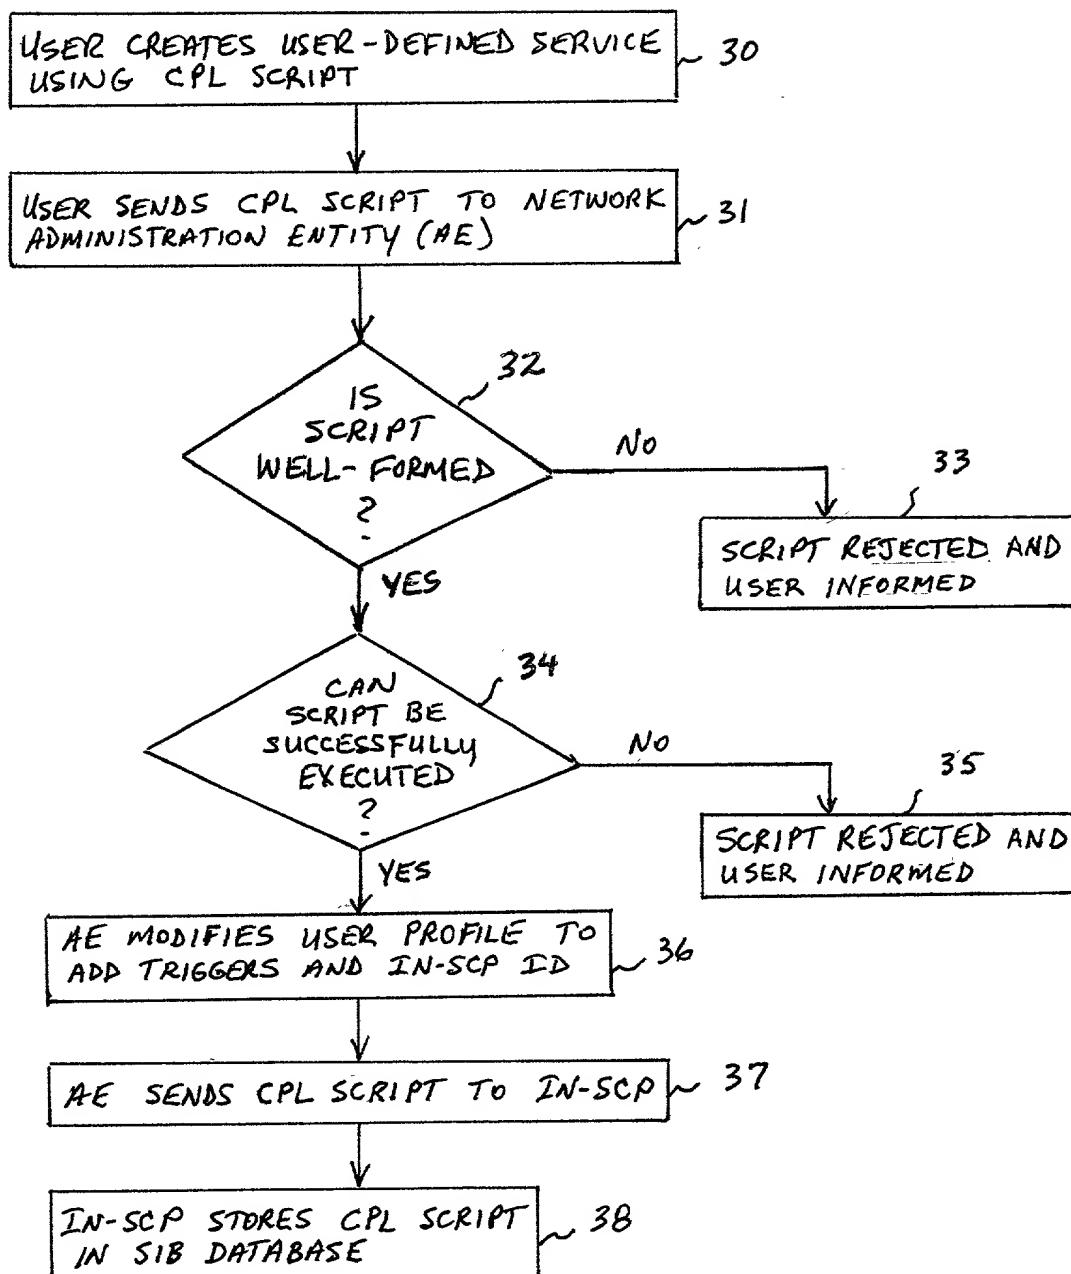 USER CREATES USER-DEFINED SERVICE
USING CPL SCRIPT
30
USER SENDS CPL SCRIPT TO NETWORK
ADMINISTRATION ENTITY (AE)
31
32
IS
SCRIPT
WELL-FORMED
?
NO
33
SCRIPT REJECTED AND
USER INFORMED
YES
34
CAN
SCRIPT BE
SUCCESSFULLY
EXECUTED
?
NO
35
SCRIPT REJECTED AND
USER INFORMED
YES
AE MODIFIES USER PROFILE TO
ADD TRIGGERS AND IN-SCP ID
36
AE SENDS CPL SCRIPT TO IN-SCP
37
IN-SCP STORES CPL SCRIPT
IN SIB DATABASE
38